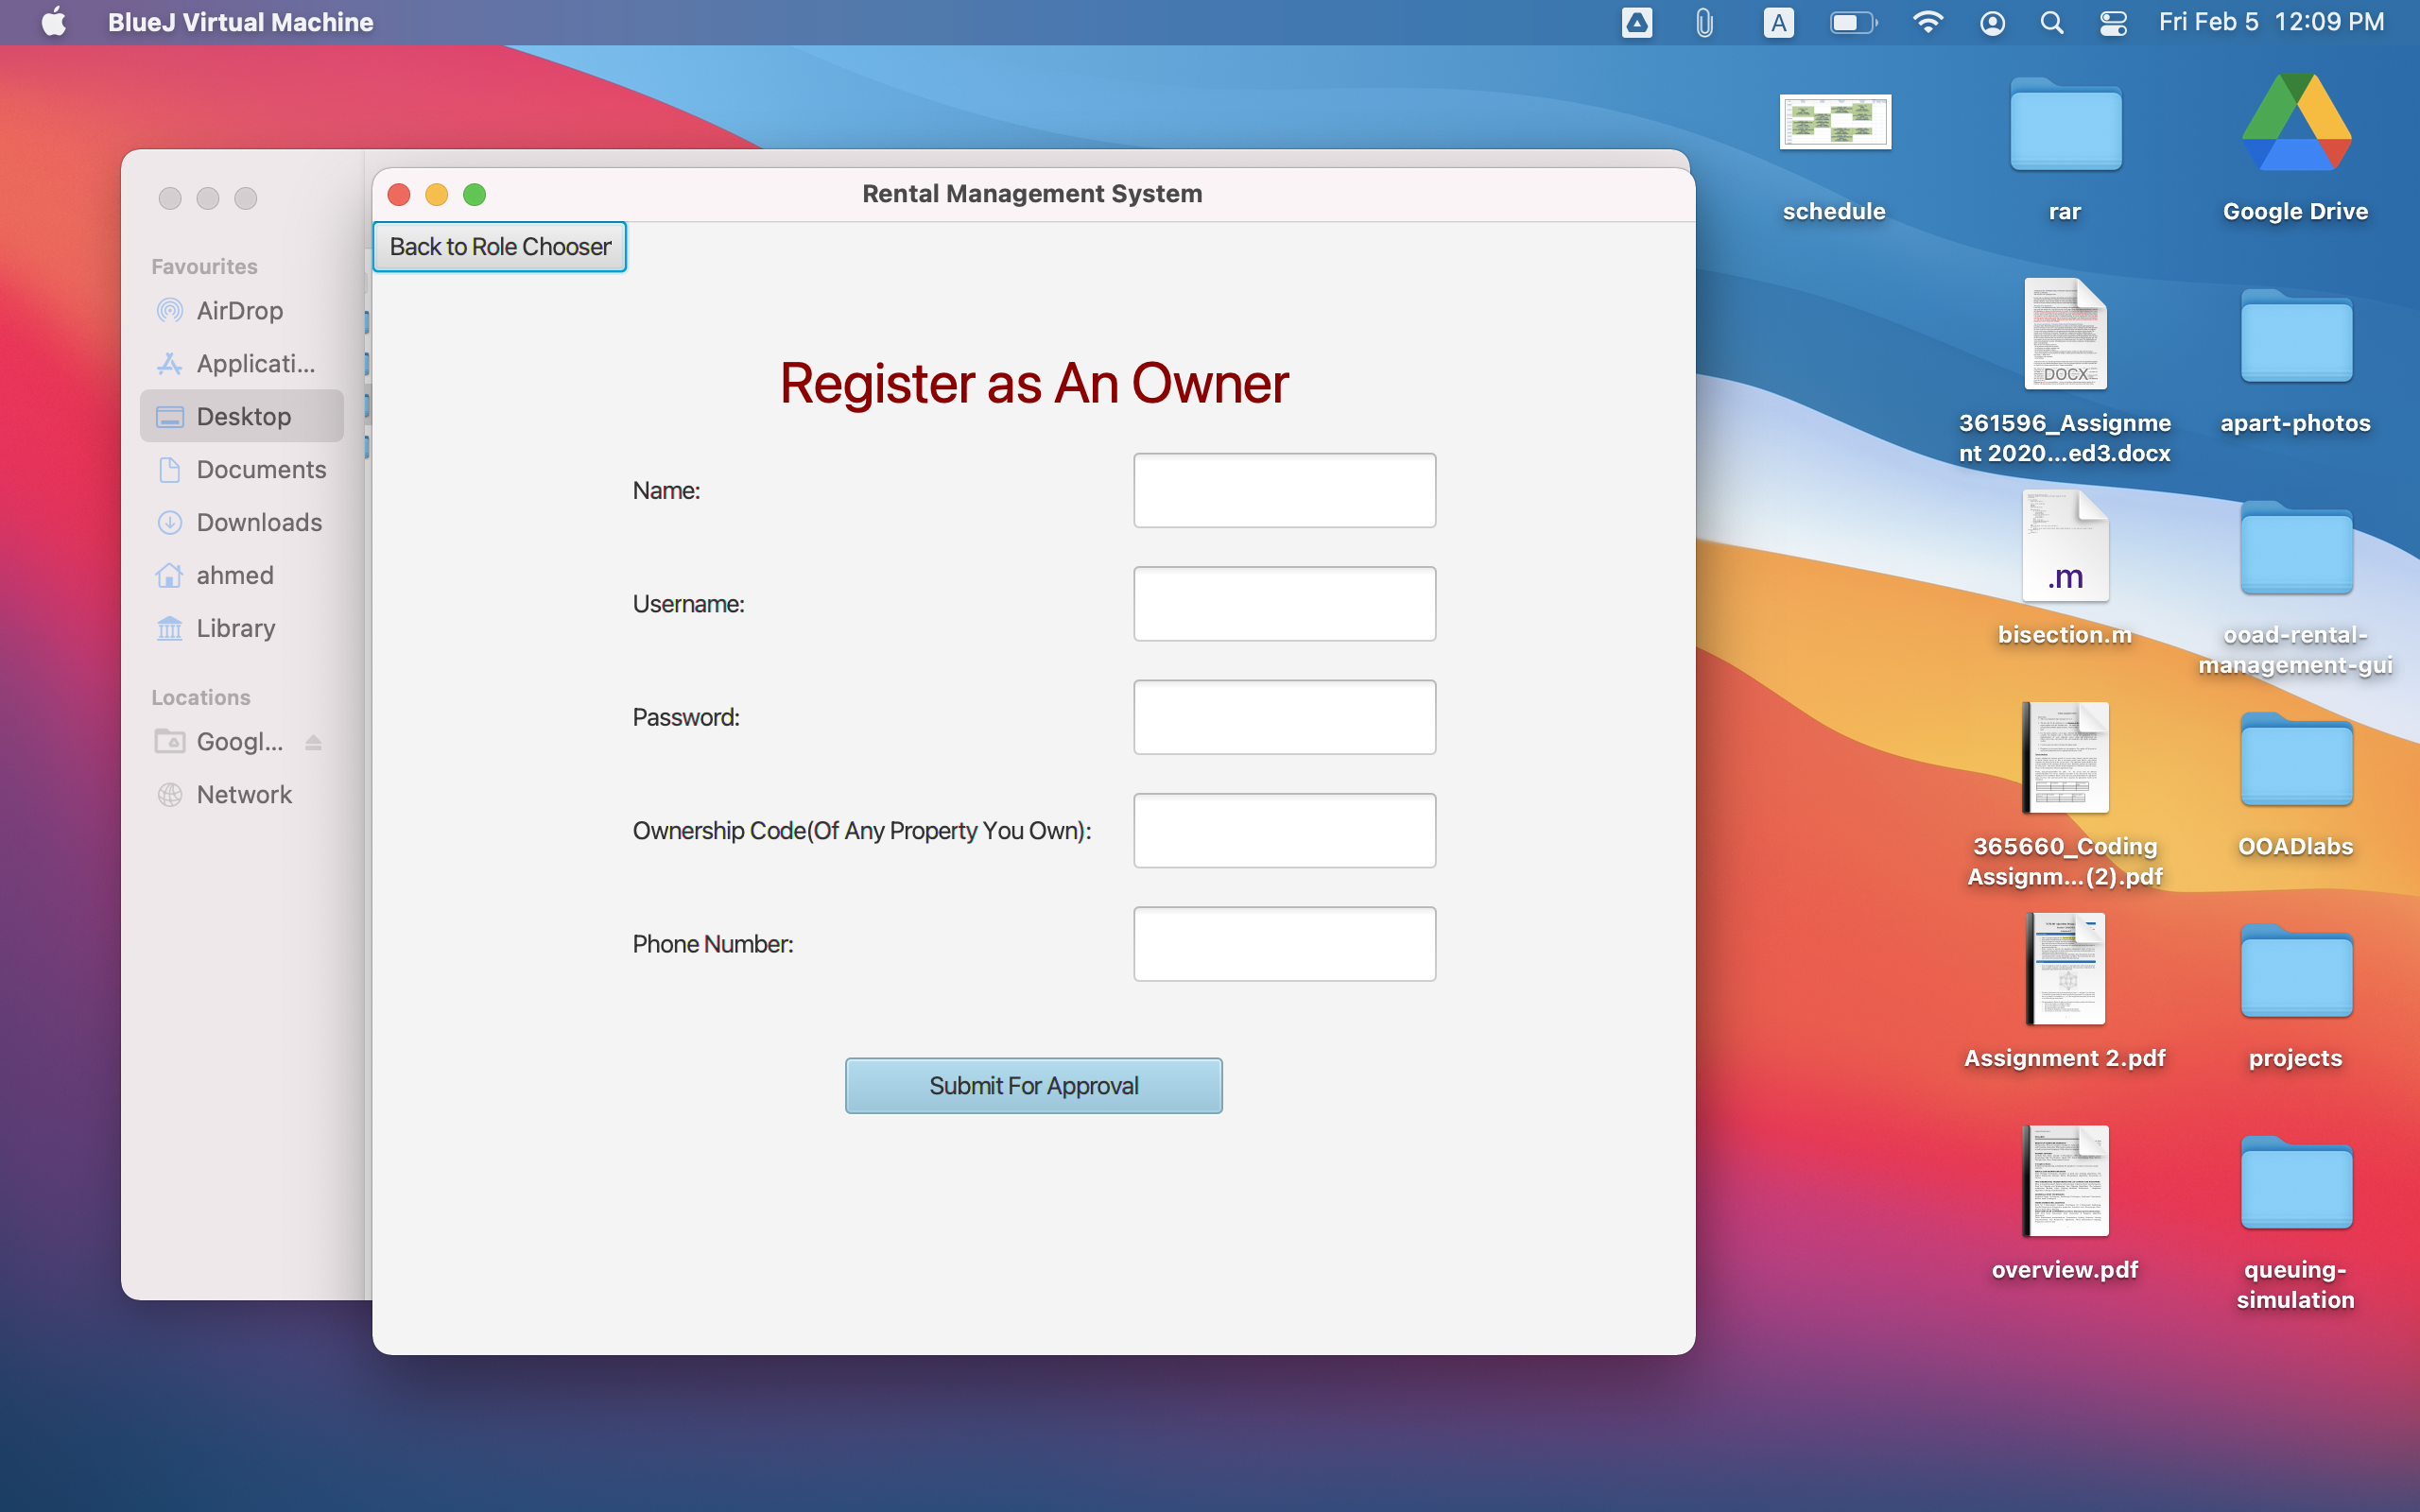 BlueJ Virtual Machine
A
Fri Feb 5 12:09 PM
Favourites
AirDrop
Applicati...
Desktop
Documents
Downloads
ahmed
Library
Locations
Googl...
Network
Rental Management System
Back to Role Chooser
Register as An Owner
Name:
Username:
Password:
Ownership Code(Of Any Property You Own):
Phone Number:
Submit For Approval
schedule
rar
Google Drive
DOCX
361596_Assignme
nt 2020...ed3.docx
apart-photos
.m
bisection.m
ooad-rental-
management-gui
365660_Coding
Assignm...(2).pdf
OOADlabs
Assignment 2.pdf
projects
overview.pdf
queuing-
simulation